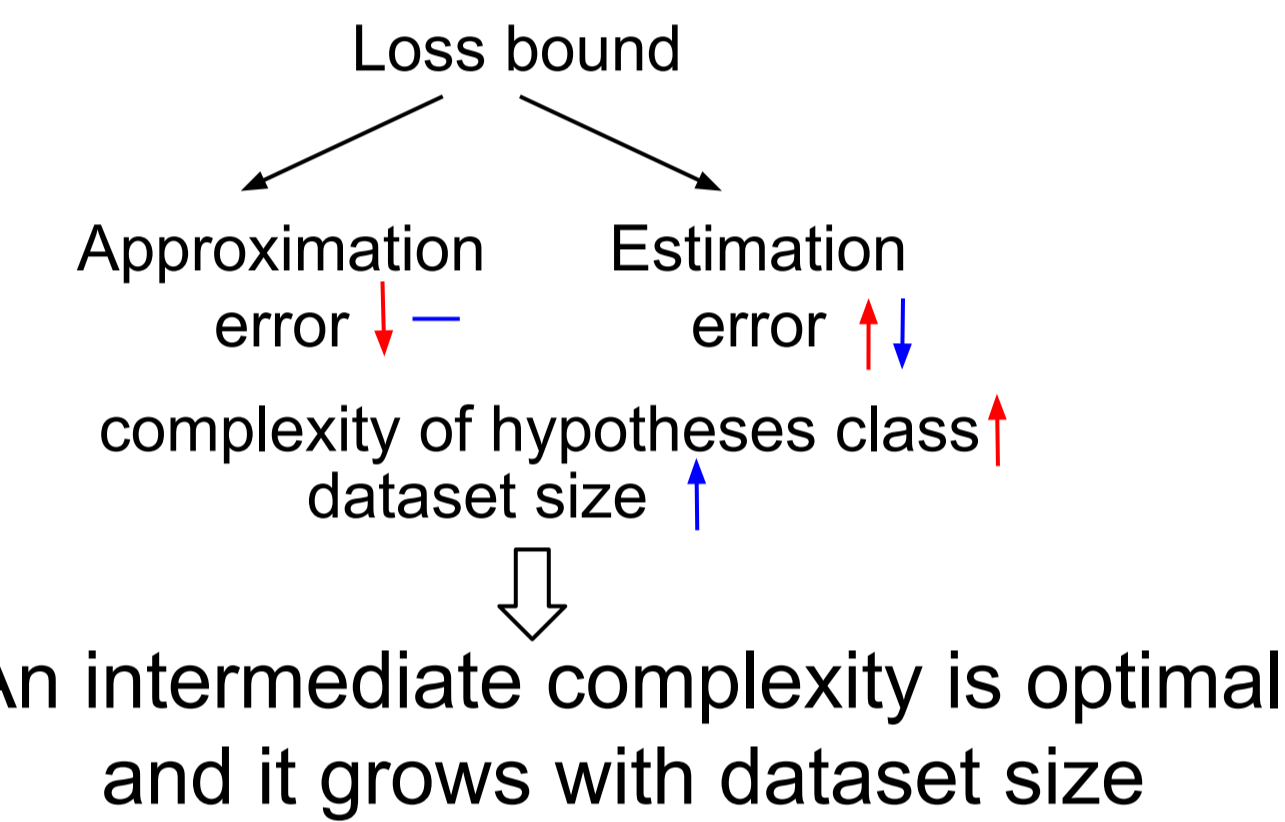 Loss bound
Approximation Estimation
error error
complexity of hypotheses class
dataset size
An intermediate complexity is optimal
and it grows with dataset size